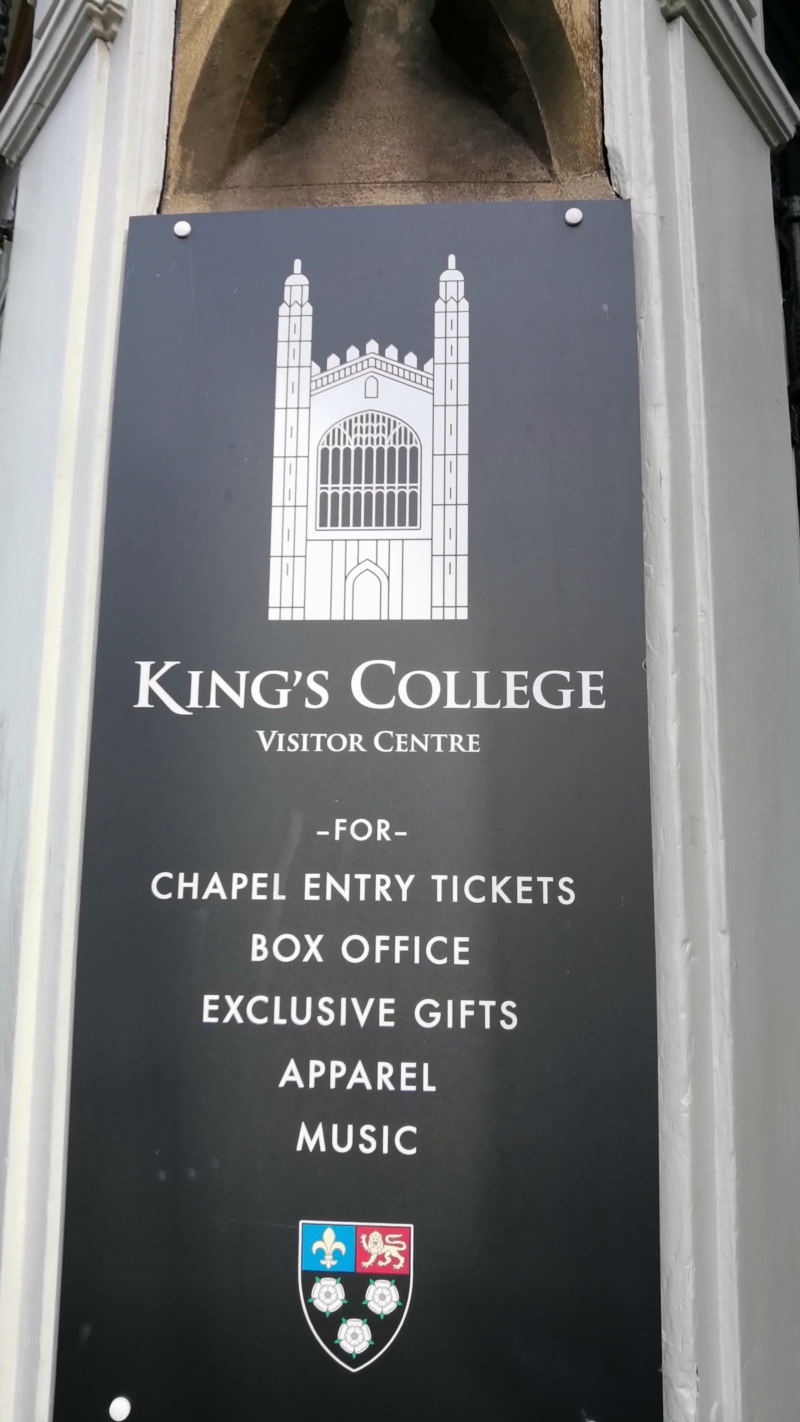 KING'S COLLEGE
VISITOR CENTRE
–FOR–
CHAPEL ENTRY TICKETS
BOX OFFICE
EXCLUSIVE GIFTS
APPAREL
MUSIC